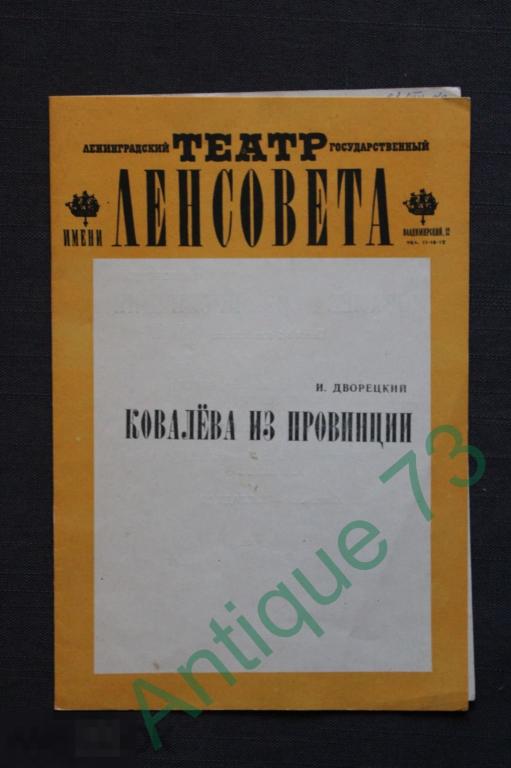 ЛЕНИНГРАДСКИЙ ТЕАТР ГОСУДАРСТВЕННЫЙ
ИМЕНИ ЛЕНСОВЕТА ВЛАДИМИРСКИЙ, 12
И. ДВОРЕЦКИЙ
КОВАЛЁВА ИЗ ПРОВИНЦИИ
Antique 73